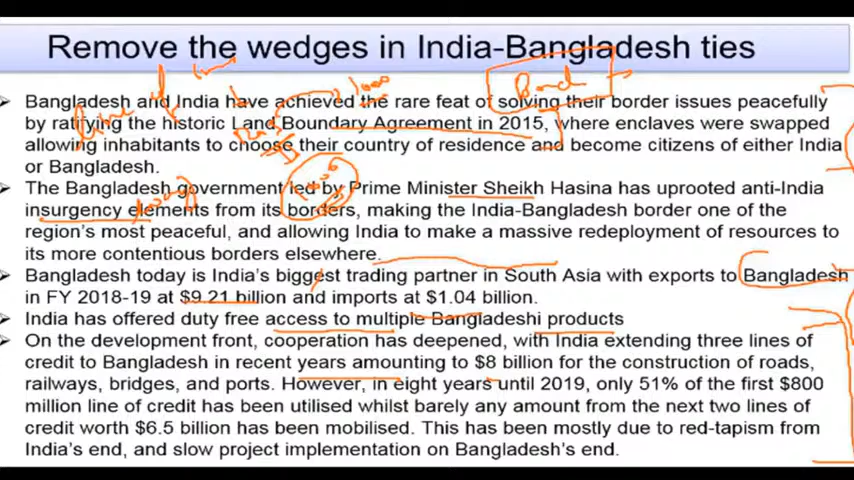 Remove the wedges in India-Bangladesh ties
Bangladesh and India have achieved the rare feat of solving their border issues peacefully
by ratifying the historic Land Boundary Agreement in 2015, where enclaves were swapped
allowing inhabitants to choose their country of residence and become citizens of either India
or Bangladesh.
The Bangladesh government led by Prime Minister Sheikh Hasina has uprooted anti-India
insurgency elements from its borders, making the India-Bangladesh border one of the
region's most peaceful, and allowing India to make a massive redeployment of resources to
its more contentious borders elsewhere.
Bangladesh today is India's biggest trading partner in South Asia with exports to Bangladesh
in FY 2018-19 at $9.21 billion and imports at $1.04 billion.
India has offered duty free access to multiple Bangladeshi products
On the development front, cooperation has deepened, with India extending three lines of
credit to Bangladesh in recent years amounting to $8 billion for the construction of roads,
railways, bridges, and ports. However, in eight years until 2019, only 51% of the first $800
million line of credit has been utilised whilst barely any amount from the next two lines of
credit worth $6.5 billion has been mobilised. This has been mostly due to red-tapism from
India's end, and slow project implementation on Bangladesh's end.